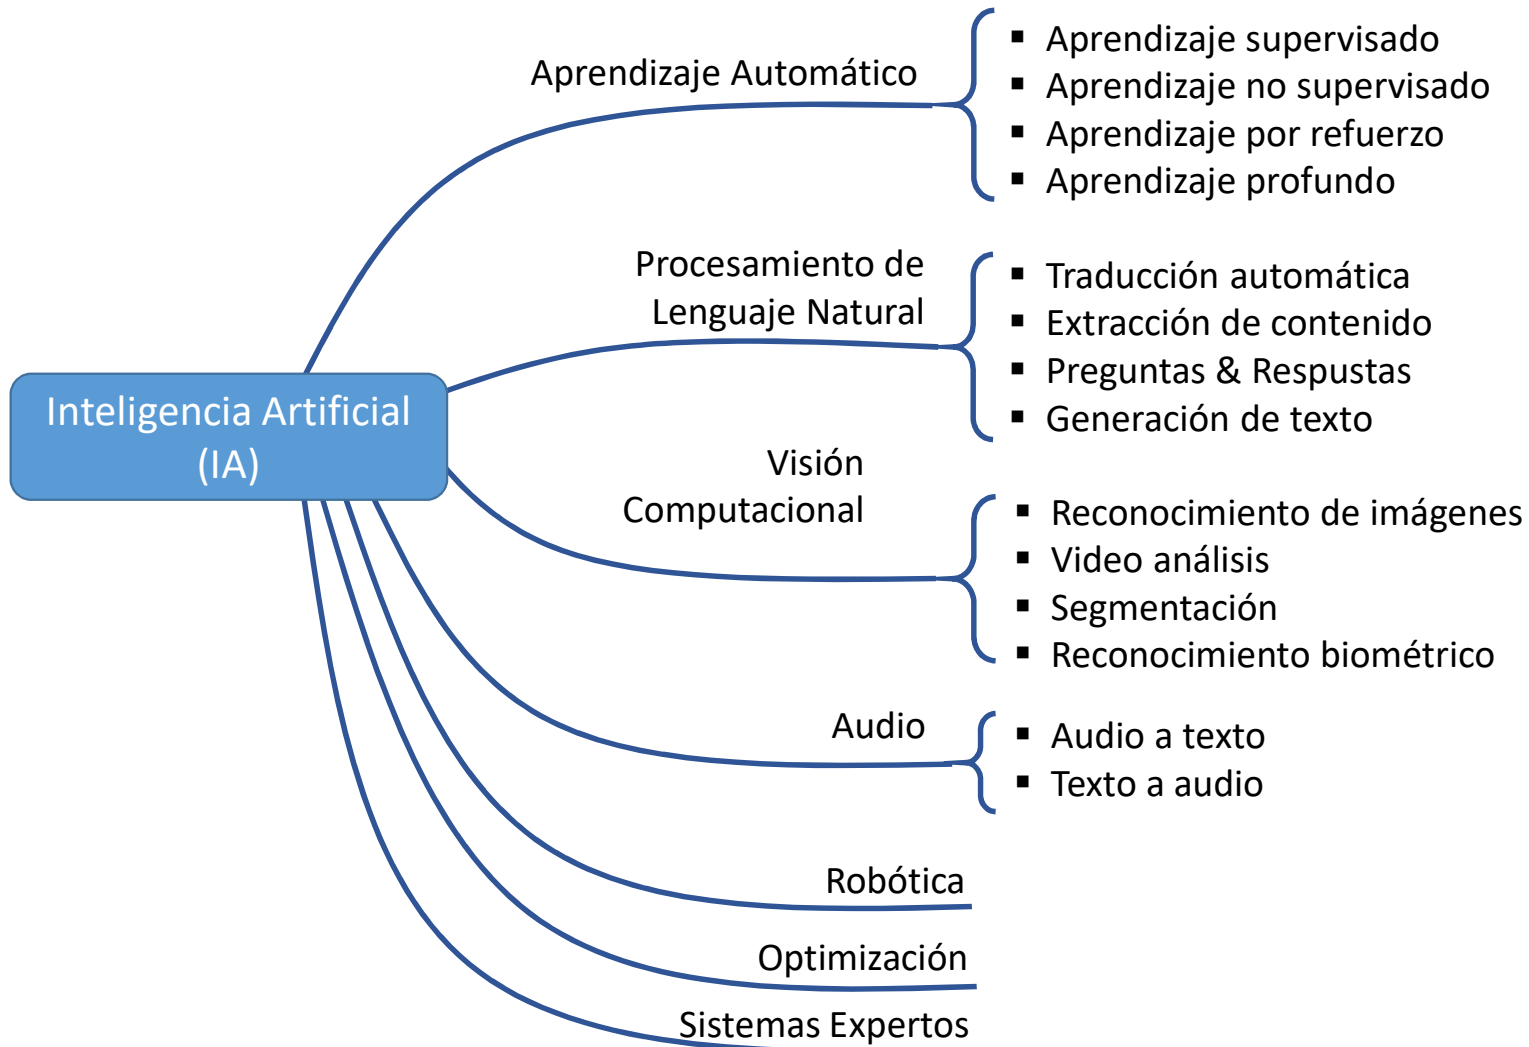 Inteligencia Artificial
(IA)
Aprendizaje Automático
▪ Aprendizaje supervisado
▪ Aprendizaje no supervisado
▪ Aprendizaje por refuerzo
▪ Aprendizaje profundo
Procesamiento de
Lenguaje Natural
▪ Traducción automática
▪ Extracción de contenido
▪ Preguntas & Respustas
▪ Generación de texto
Visión
Computacional
▪ Reconocimiento de imágenes
▪ Video análisis
▪ Segmentación
▪ Reconocimiento biométrico
Audio
▪ Audio a texto
▪ Texto a audio
Robótica
Optimización
Sistemas Expertos